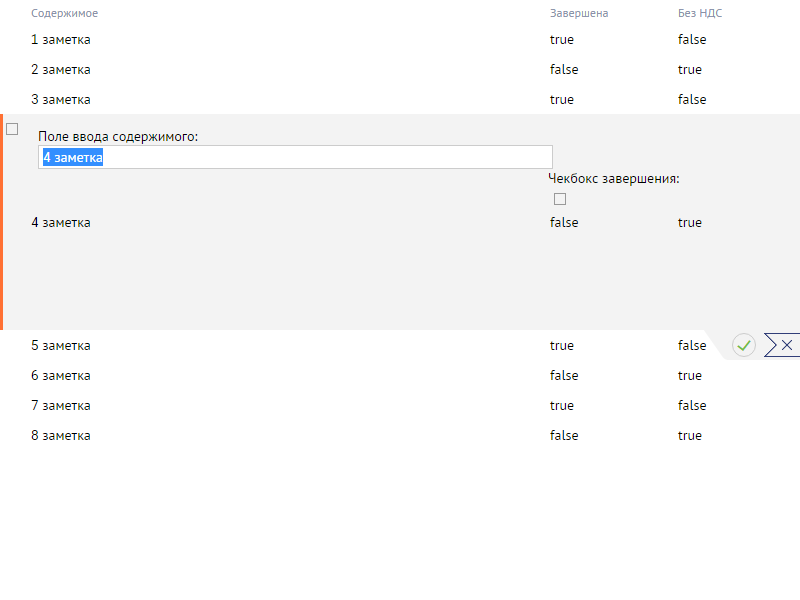 Содержимое Завершена Без НДС
1 заметка true false
2 заметка false true
3 заметка true false
Поле ввода содержимого:
4 заметка
Чекбокс завершения:
4 заметка false true
5 заметка true false
6 заметка false true
7 заметка true false
8 заметка false true